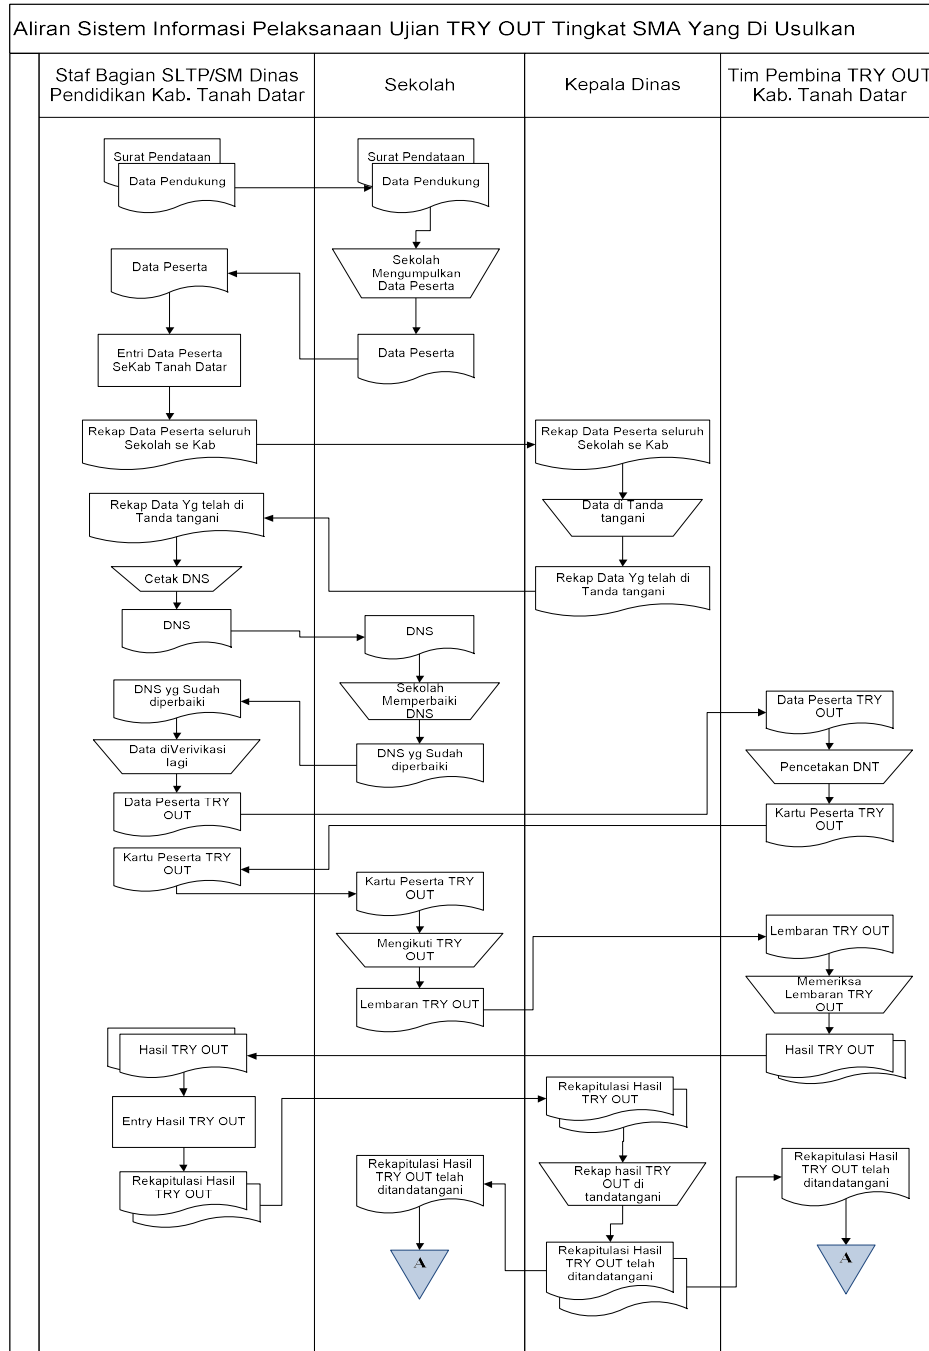 Aliran Sistem Informasi Pelaksanaan Ujian TRY OUT Tingkat SMA Yang Di Usulkan
Staf Bagian SLTP/SM Dinas
Pendidikan Kab. Tanah Datar
Sekolah
Kepala Dinas
Tim Pembina TRY OUT
Kab. Tanah Datar
Surat Pendataan
Data Pendukung
Surat Pendataan
Data Pendukung
Sekolah
Mengumpulkan
Data Peserta
Data Peserta
Data Peserta
Entri Data Peserta
SeKab Tanah Datar
Rekap Data Peserta seluruh
Sekolah se Kab
Rekap Data Peserta seluruh
Sekolah se Kab
Data di Tanda
tangani
Rekap Data Yg telah di
Tanda tangani
Rekap Data Yg telah di
Tanda tangani
Cetak DNS
DNS
DNS
Sekolah
Memperbaiki
DNS
DNS yg Sudah
diperbaiki
DNS yg Sudah
diperbaiki
Data diVerivikasi
lagi
Data Peserta TRY
OUT
Data Peserta TRY
OUT
Pencetakan DNT
Kartu Peserta TRY
OUT
Kartu Peserta TRY
OUT
Kartu Peserta TRY
OUT
Mengikuti TRY
OUT
Lembaran TRY OUT
Lembaran TRY OUT
Memeriksa
Lembaran TRY
OUT
Hasil TRY OUT
Hasil TRY OUT
Entry Hasil TRY OUT
Rekapitulasi Hasil
TRY OUT
Rekapitulasi Hasil
TRY OUT
Rekap hasil TRY
OUT di
tandatangani
Rekapitulasi Hasil
TRY OUT telah
ditandatangani
Rekapitulasi Hasil
TRY OUT telah
ditandatangani
A
Rekapitulasi Hasil
TRY OUT telah
ditandatangani
A